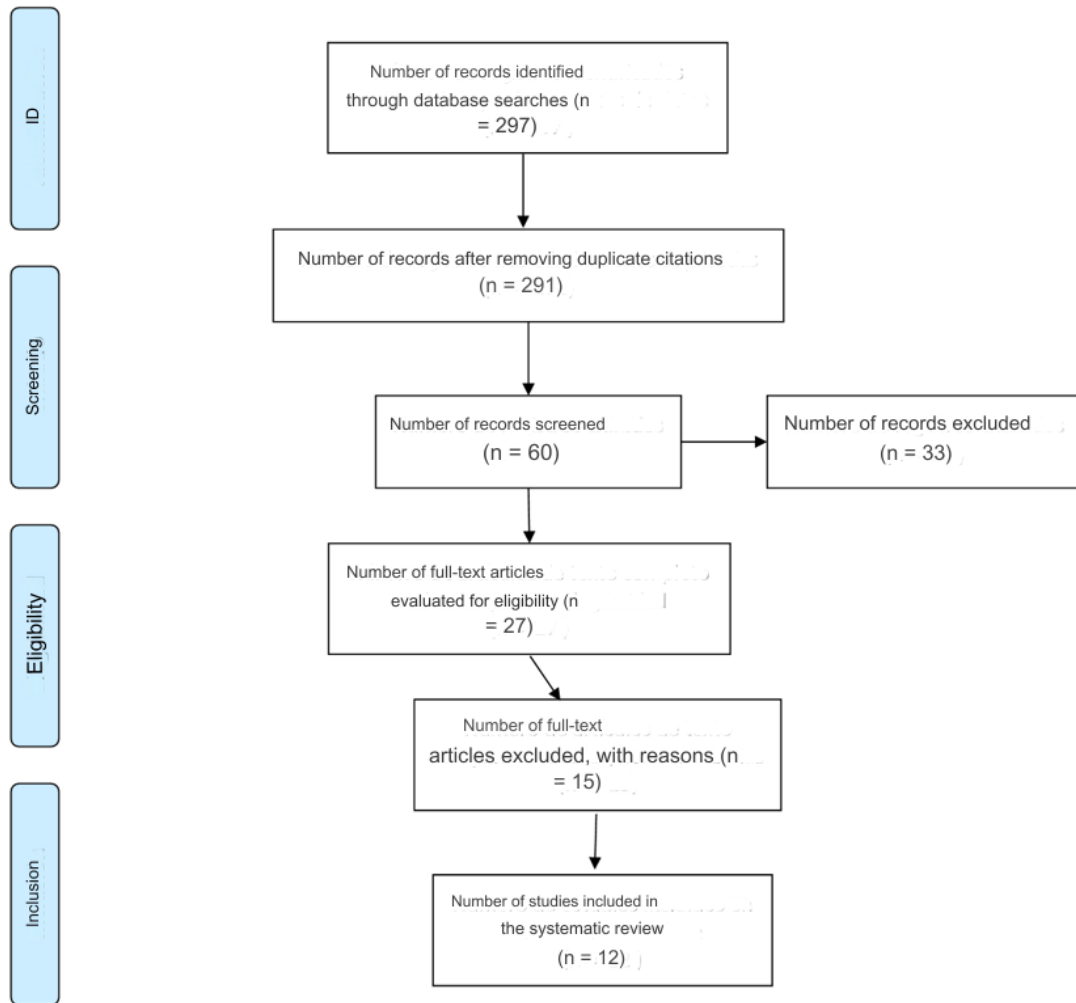 ID
Number of records identified
through database searches (n
= 297)
Number of records after removing duplicate citations
(n = 291)
Screening
Number of records screened
(n = 60)
Number of records excluded
(n = 33)
Eligibility
Number of full-text articles
evaluated for eligibility (n
= 27)
Number of full-text
articles excluded, with reasons (n
= 15)
Inclusion
Number of studies included in
the systematic review
(n = 12)